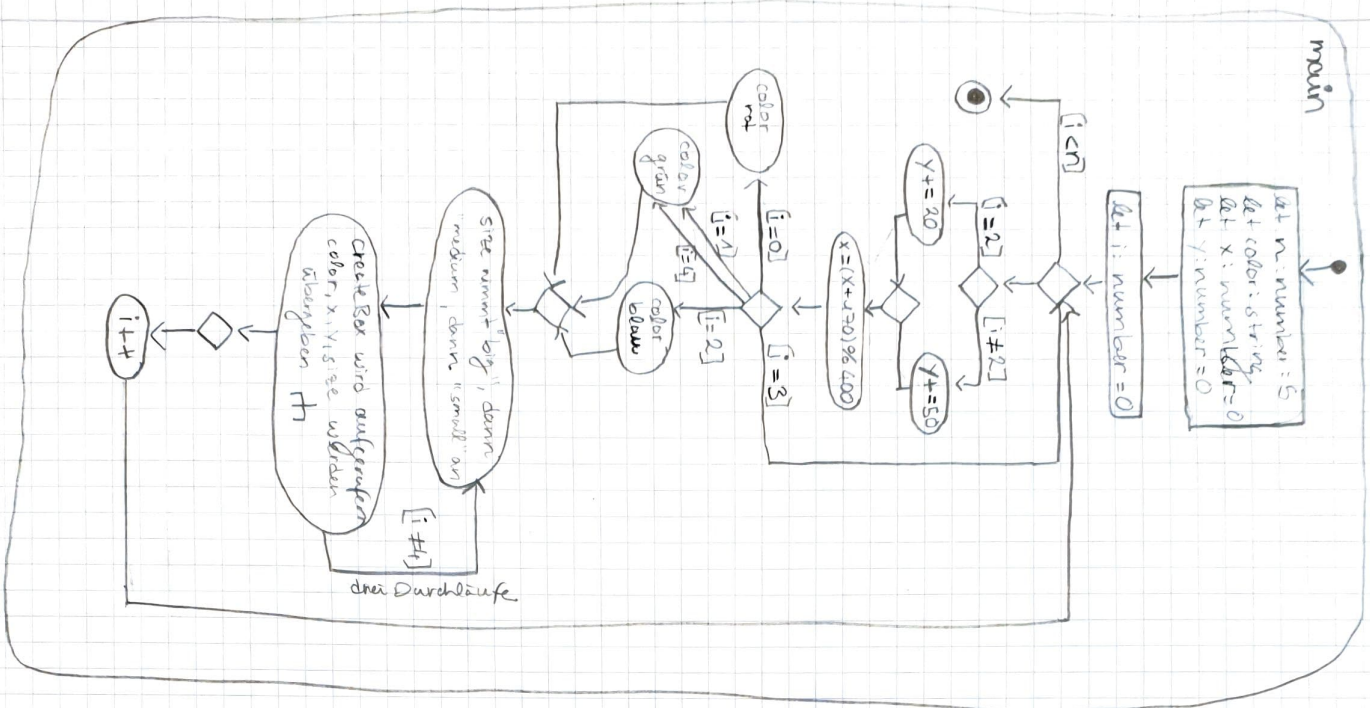 main
let n:number=5
let color:string
let x:number=0
let y:number=0
let i:number=0
[i<n]
[i=2]
[i≠2]
y+=20
y+=50
x=(x+170)%400
[i=0]
[i=1]
[i=4]
[i=2]
[i=3]
color
rot
color
grün
color
blau
size nimmt "big", dann
"medium", dann "small" an
[i≠4]
drei Durchläufe
createBox wird aufgerufen
color, x, y, size werden
übergeben
i++